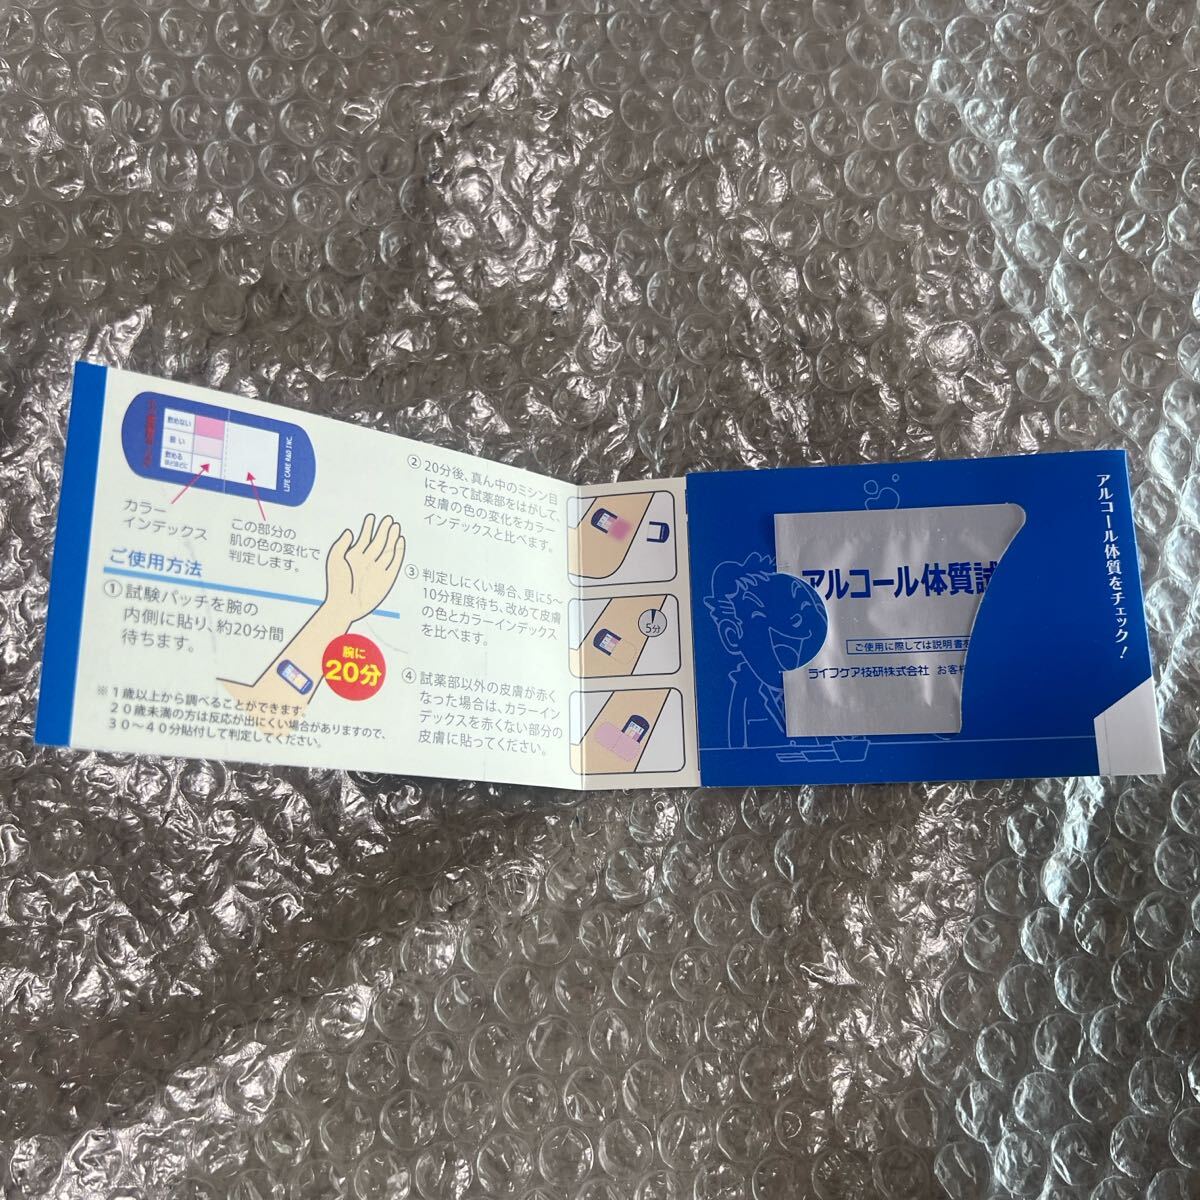 飲めない
弱い
飲める
ほどほどに
LIFE CARE R&D INC.
カラー
インデックス
この部分の
肌の色の変化で
判定します。
ご使用方法
①試験パッチを腕の
内側に貼り、約20分間
待ちます。
腕に
20分
※1歳以上から調べることができます。
20歳未満の方は反応が出にくい場合がありますので、
30〜40分貼付して判定してください。
②20分後、真ん中のミシン目
にそって試薬部をはがして、
皮膚の色の変化をカラー
インデックスと比べます。
③判定しにくい場合、更に5〜
10分程度待ち、改めて皮膚
の色とカラーインデックス
を比べます。
④試薬部以外の皮膚が赤く
なった場合は、カラーイン
デックスを赤くない部分の
皮膚に貼ってください。
5分
アルコール体質試
ご使用に際しては説明書を
ライフケア技研株式会社 お客様
アルコール体質をチェック!